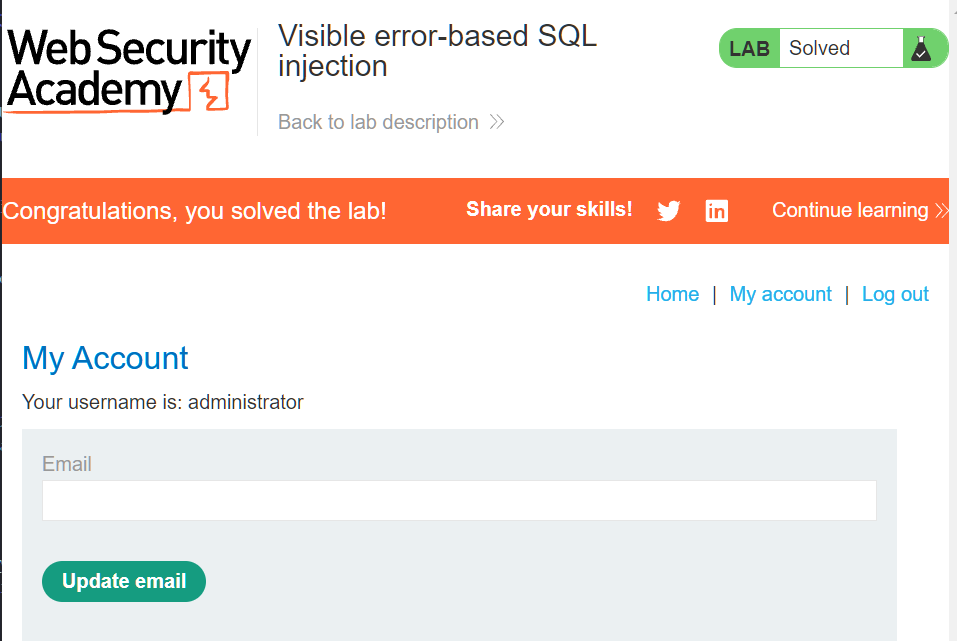 Web Security
Academy
Visible error-based SQL
injection
Back to lab description
LAB Solved
Congratulations, you solved the lab!
Share your skills!
Continue learning
Home | My account | Log out
My Account
Your username is: administrator
Email
Update email